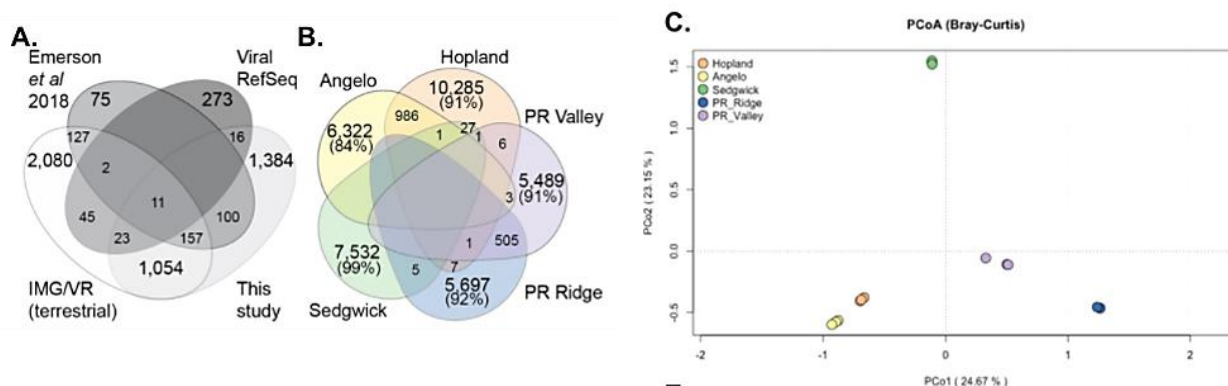 A.
Emerson
et al
2018
Viral
RefSeq
75
273
127
16
2,080
2
1,384
11
45
100
23
157
1,054
IMG/VR
(terrestrial)
This
study
B.
Hopland
Angelo
10,285
(91%)
PR Valley
986
27
1
1
6
6,322
(84%)
5,489
(91%)
3
7,532
(99%)
1
505
5
7
5,697
(92%)
Sedgwick
PR Ridge
C.
PCoA (Bray-Curtis)
Hopland
Angelo
Sedgwick
PR_Ridge
PR_Valley
PCo2 ( 23.15 % )
1.5
1.0
0.5
0.0
-0.5
-2
-1
0
1
2
PCo1 ( 24.67 % )